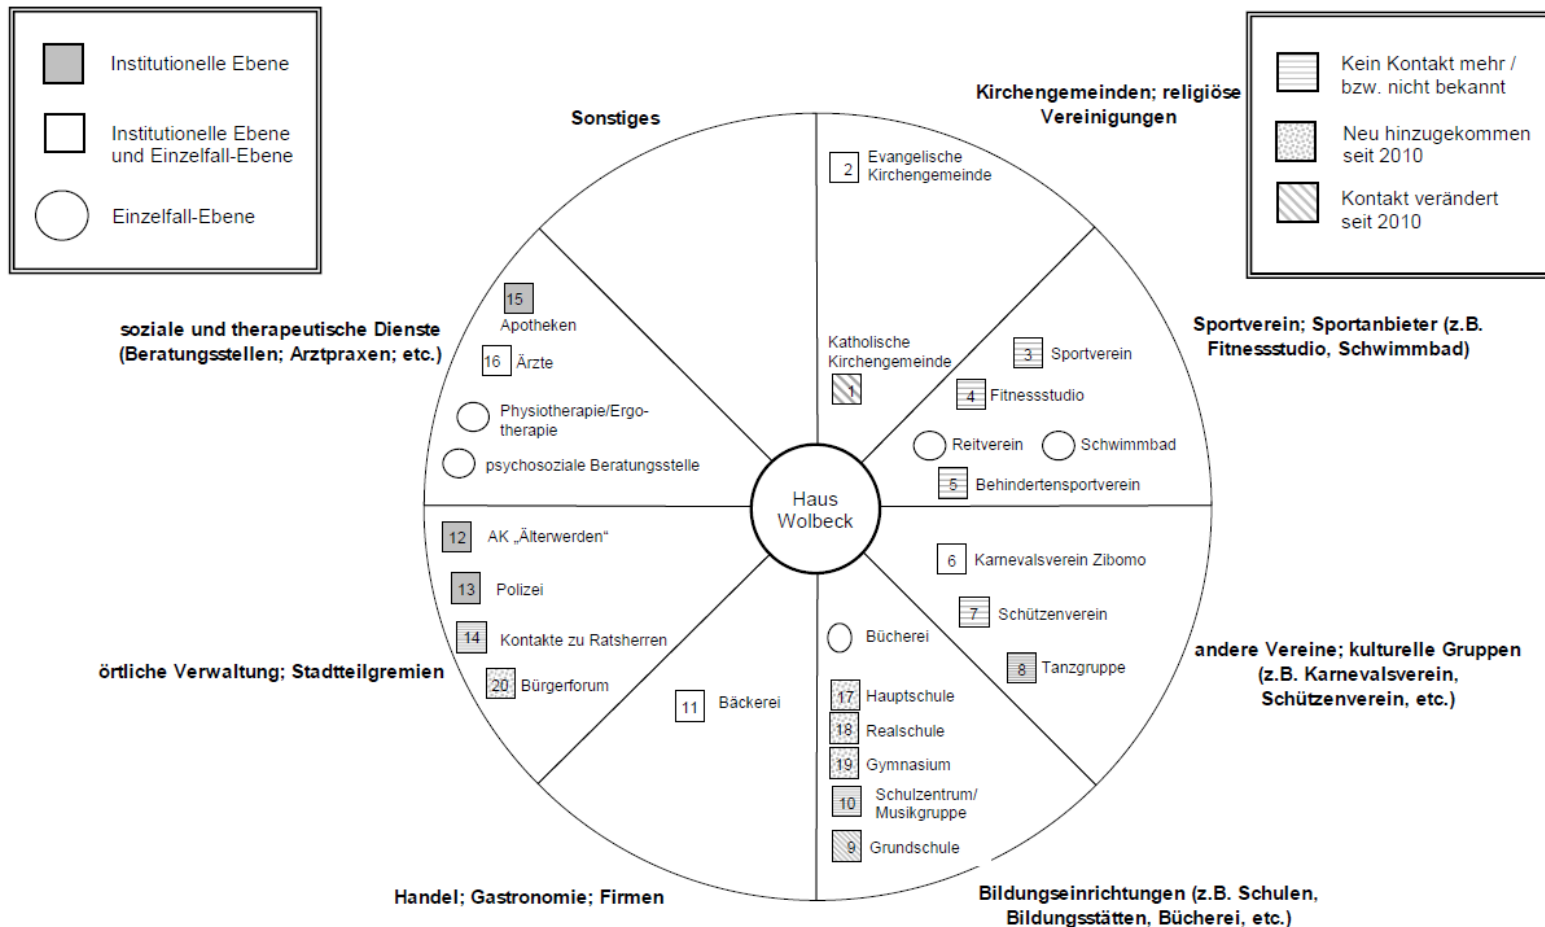 Institutionelle Ebene
Institutionelle Ebene
und Einzelfall-Ebene
Einzelfall-Ebene
Kein Kontakt mehr /
bzw. nicht bekannt
Neu hinzugekommen
seit 2010
Kontakt verändert
seit 2010
Sonstiges
Kirchengemeinden; religiöse
Vereinigungen
2 Evangelische
Kirchengemeinde
Katholische
Kirchengemeinde
1
Sportverein; Sportanbieter (z.B.
Fitnessstudio, Schwimmbad)
3 Sportverein
4 Fitnessstudio
Reitverein
Schwimmbad
5 Behindertensportverein
soziale und therapeutische Dienste
(Beratungsstellen; Arztpraxen; etc.)
15
Apotheken
16 Ärzte
Physiotherapie/Ergo-
therapie
psychosoziale Beratungsstelle
Haus
Wolbeck
12 AK „Älterwerden“
13 Polizei
14 Kontakte zu Ratsherren
20 Bürgerforum
örtliche Verwaltung; Stadtteilgremien
6 Karnevalsverein Zibomo
7 Schützenverein
8 Tanzgruppe
andere Vereine; kulturelle Gruppen
(z.B. Karnevalsverein,
Schützenverein, etc.)
11 Bäckerei
Handel; Gastronomie; Firmen
Bücherei
17 Hauptschule
18 Realschule
19 Gymnasium
10 Schulzentrum/
Musikgruppe
9 Grundschule
Bildungseinrichtungen (z.B. Schulen,
Bildungsstätten, Bücherei, etc.)